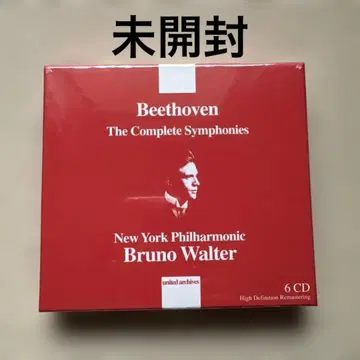 未開封
Beethoven
The Complete Symphonies
New York Philharmonic
Bruno Walter
united archives
6 CD
High Definition Remastering